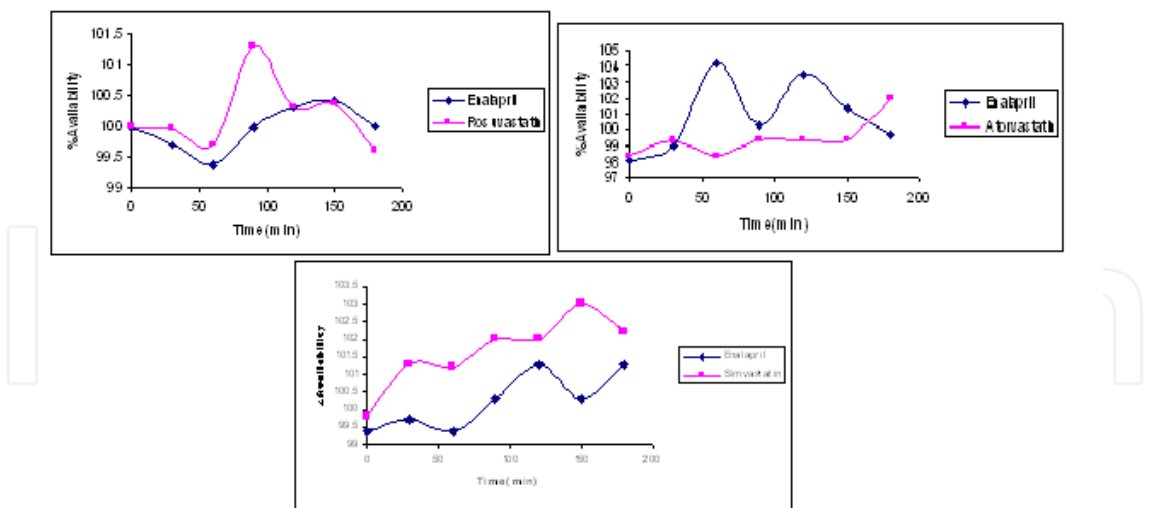 101.5
101
100.5
100
99.5
99
%Availability
0 50 100 150 200
Time(min)
Enalapril
Rosuvastatin
105
104
103
102
101
100
99
98
97
%Availability
0 50 100 150 200
Time(min)
Enalapril
Atorvastatin
103.5
103
102.5
102
101.5
101
100.5
100
99.5
99
%Availability
0 50 100 150 200
Time(min)
Enalapril
Simvastatin